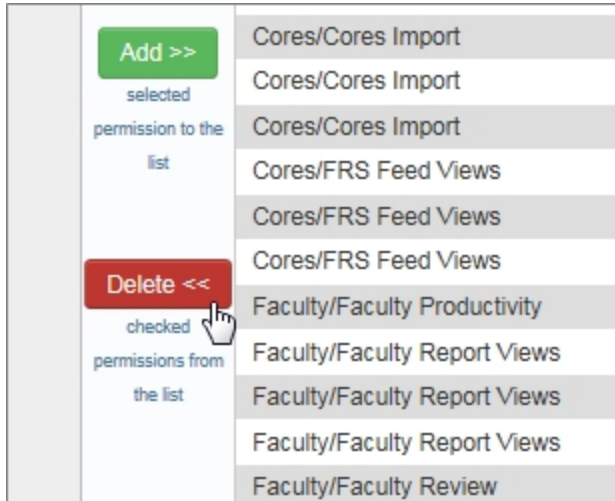 Add >>
selected
permission to the
list
Delete <<
checked
permissions from
the list
Cores/Cores Import
Cores/Cores Import
Cores/Cores Import
Cores/FRS Feed Views
Cores/FRS Feed Views
Cores/FRS Feed Views
Faculty/Faculty Productivity
Faculty/Faculty Report Views
Faculty/Faculty Report Views
Faculty/Faculty Report Views
Faculty/Faculty Review